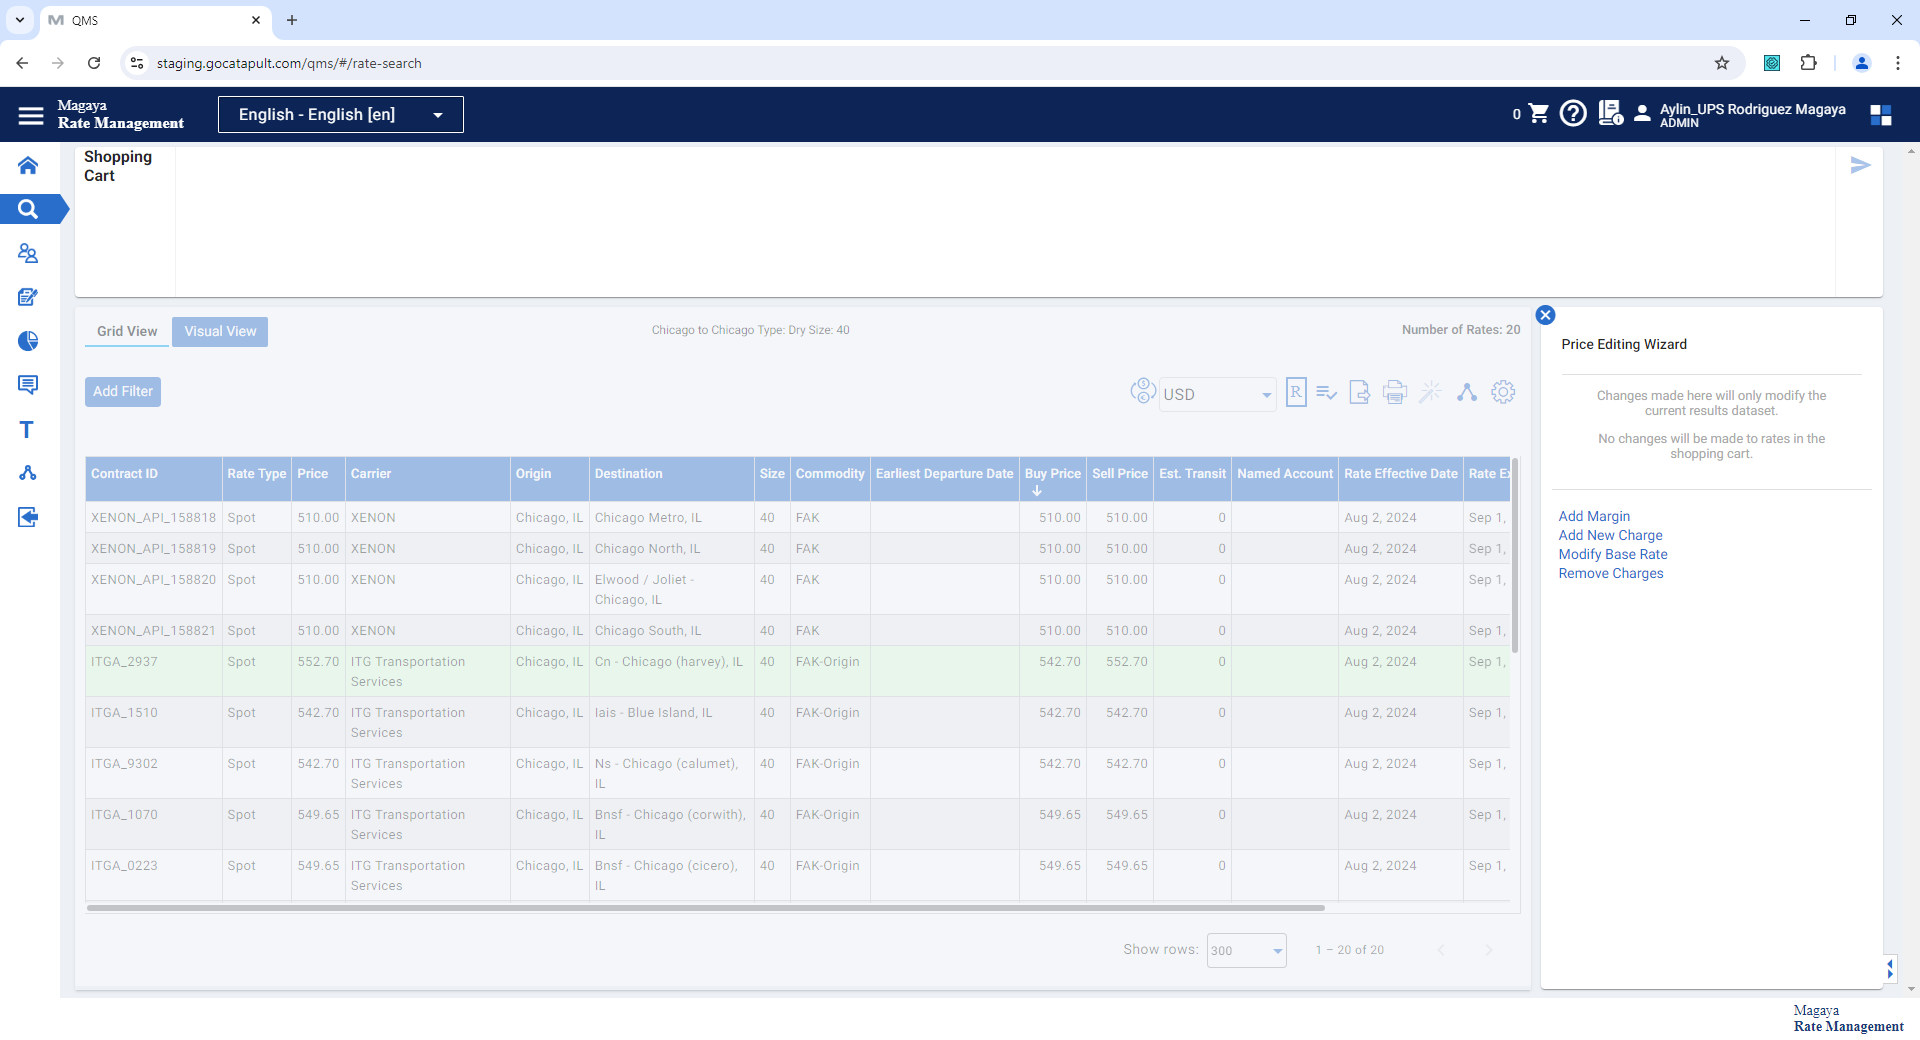 QMS
staging.gocatapult.com/qms/#/rate-search
Magaya
Rate Management
English - English [en]
0
Aylin_UPS Rodriguez Magaya
ADMIN
Shopping
Cart
Grid View
Visual View
Chicago to Chicago Type: Dry Size: 40
Number of Rates: 20
Add Filter
USD
R
Contract ID Rate Type Price Carrier Origin Destination Size Commodity Earliest Departure Date Buy Price Sell Price Est. Transit Named Account Rate Effective Date Rate Ex
XENON_API_158818 Spot 510.00 XENON Chicago, IL Chicago Metro, IL 40 FAK 510.00 510.00 0 Aug 2, 2024 Sep 1,
XENON_API_158819 Spot 510.00 XENON Chicago, IL Chicago North, IL 40 FAK 510.00 510.00 0 Aug 2, 2024 Sep 1,
XENON_API_158820 Spot 510.00 XENON Chicago, IL Elwood / Joliet - 40 FAK 510.00 510.00 0 Aug 2, 2024 Sep 1,
Chicago, IL
XENON_API_158821 Spot 510.00 XENON Chicago, IL Chicago South, IL 40 FAK 510.00 510.00 0 Aug 2, 2024 Sep 1,
ITGA_2937 Spot 552.70 ITG Transportation Chicago, IL Cn - Chicago (harvey), IL 40 FAK-Origin 542.70 552.70 0 Aug 2, 2024 Sep 1,
Services
ITGA_1510 Spot 542.70 ITG Transportation Chicago, IL Iais - Blue Island, IL 40 FAK-Origin 542.70 542.70 0 Aug 2, 2024 Sep 1,
Services
ITGA_9302 Spot 542.70 ITG Transportation Chicago, IL Ns - Chicago (calumet), 40 FAK-Origin 542.70 542.70 0 Aug 2, 2024 Sep 1,
Services IL
ITGA_1070 Spot 549.65 ITG Transportation Chicago, IL Bnsf - Chicago (corwith), 40 FAK-Origin 549.65 549.65 0 Aug 2, 2024 Sep 1,
Services IL
ITGA_0223 Spot 549.65 ITG Transportation Chicago, IL Bnsf - Chicago (cicero), 40 FAK-Origin 549.65 549.65 0 Aug 2, 2024 Sep 1,
Services IL
Show rows: 300 1 – 20 of 20
Price Editing Wizard
Changes made here will only modify the
current results dataset.
No changes will be made to rates in the
shopping cart.
Add Margin
Add New Charge
Modify Base Rate
Remove Charges
Magaya
Rate Management